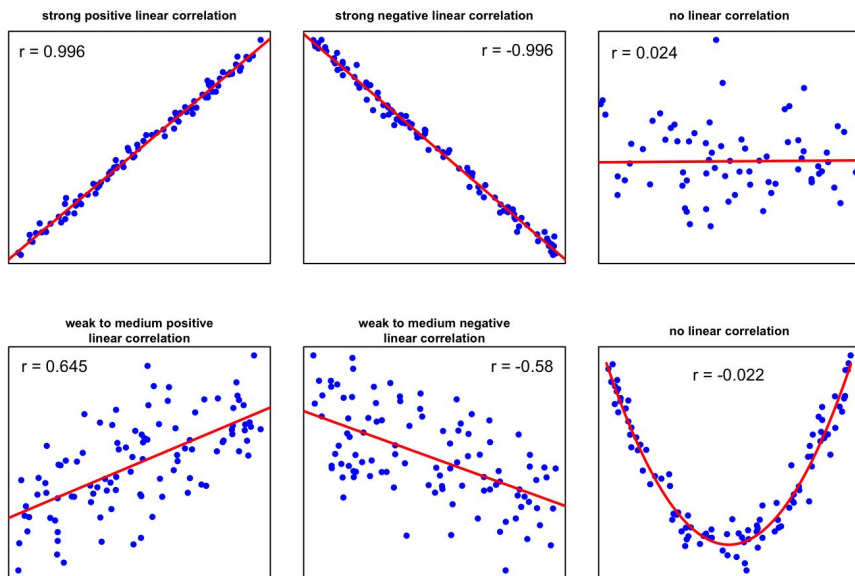 strong positive linear correlation
r = 0.996
strong negative linear correlation
r = -0.996
no linear correlation
r = 0.024
weak to medium positive
linear correlation
r = 0.645
weak to medium negative
linear correlation
r = -0.58
no linear correlation
r = -0.022